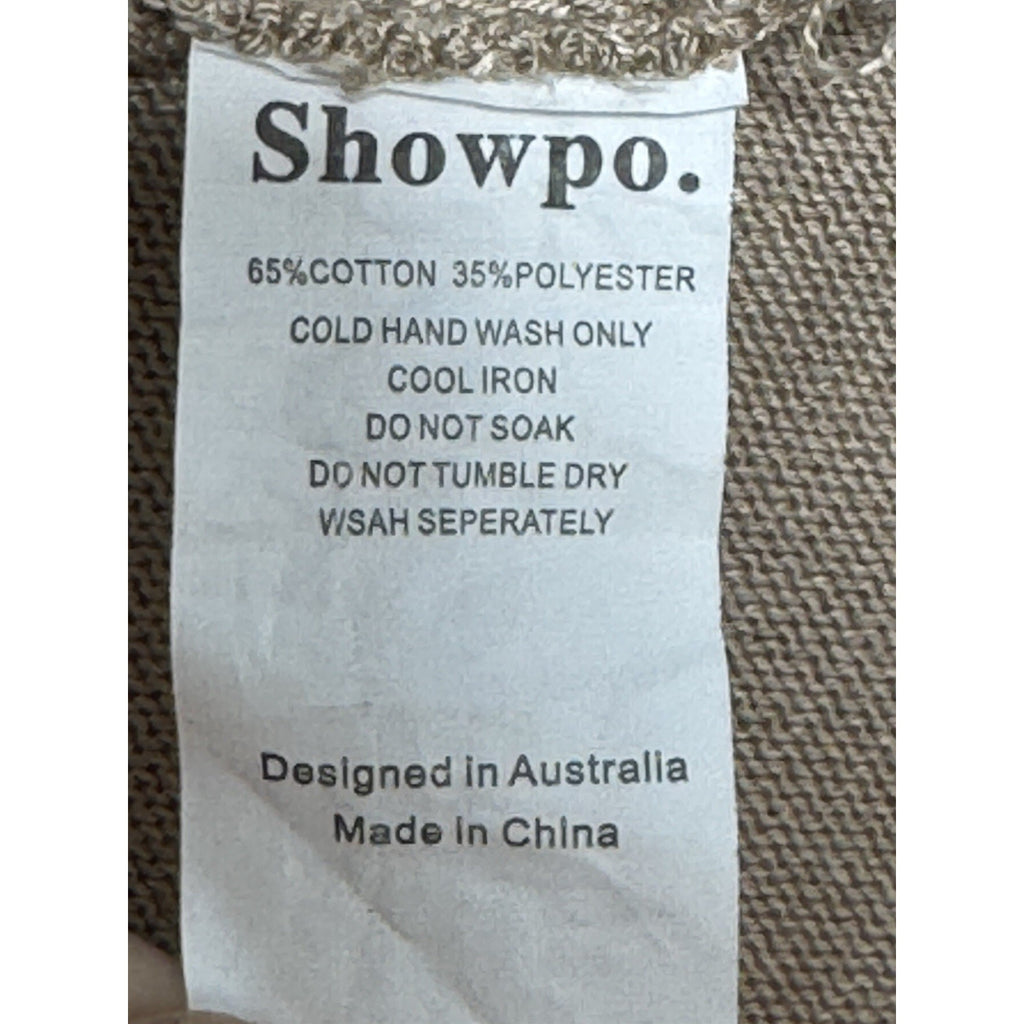 Showpo.
65%COTTON 35%POLYESTER
COLD HAND WASH ONLY
COOL IRON
DO NOT SOAK
DO NOT TUMBLE DRY
WSAH SEPERATELY
Designed in Australia
Made in China